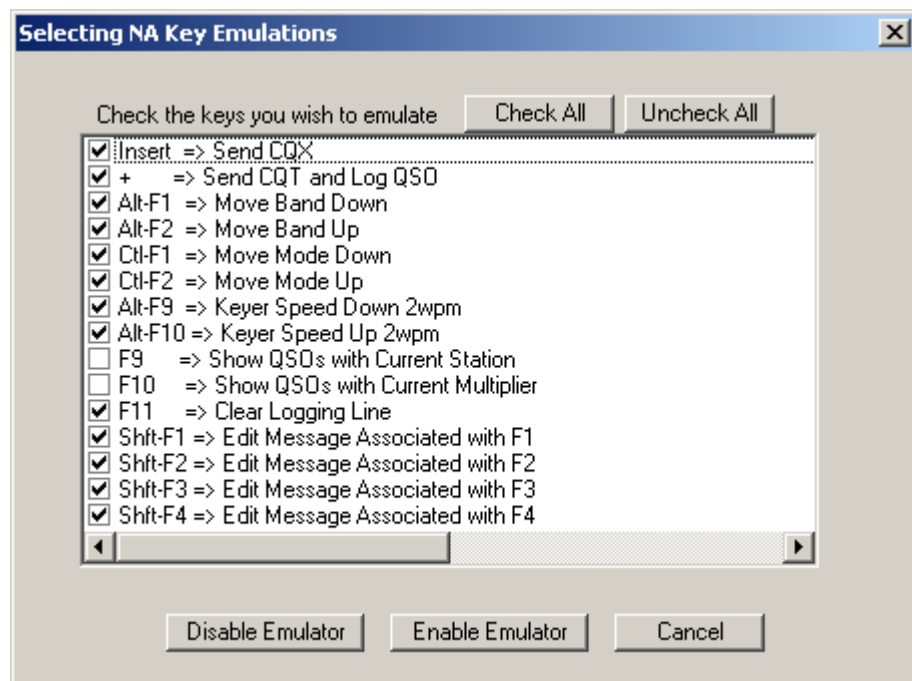 Selecting NA Key Emulations
Check the keys you wish to emulate Check All Uncheck All
Insert => Send CQX
+ => Send CQT and Log QSO
Alt-F1 => Move Band Down
Alt-F2 => Move Band Up
Ctl-F1 => Move Mode Down
Ctl-F2 => Move Mode Up
Alt-F9 => Keyer Speed Down 2wpm
Alt-F10 => Keyer Speed Up 2wpm
F9 => Show QSOs with Current Station
F10 => Show QSOs with Current Multiplier
F11 => Clear Logging Line
Shft-F1 => Edit Message Associated with F1
Shft-F2 => Edit Message Associated with F2
Shft-F3 => Edit Message Associated with F3
Shft-F4 => Edit Message Associated with F4
Disable Emulator Enable Emulator Cancel